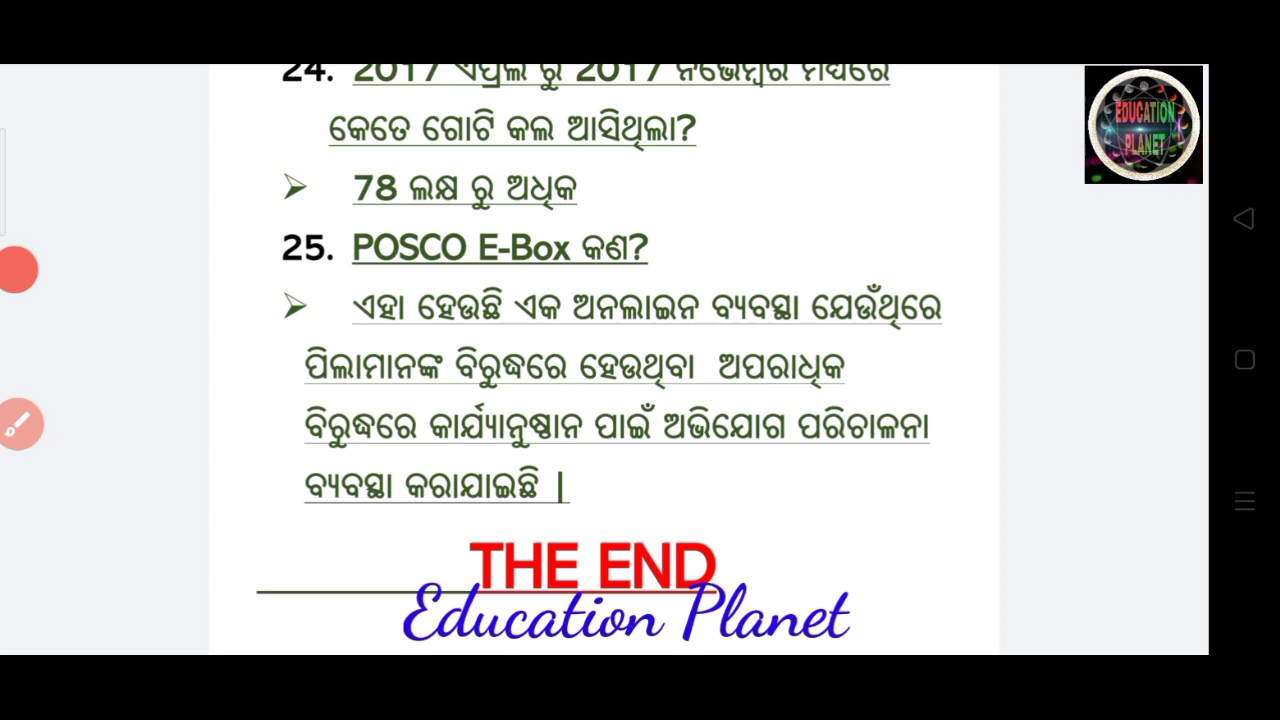 24. 2017 ଏପ୍ରିଲ ରୁ 2017 ନଭେମ୍ବର ମଧ୍ୟରେ
କେତେ ଗୋଟି କଲ ଆସିଥିଲା?
➢ 78 ଲକ୍ଷ ରୁ ଅଧିକ
25. POSCO E-Box କଣ?
➢ ଏହା ହେଉଛି ଏକ ଅନଲାଇନ ବ୍ୟବସ୍ଥା ଯେଉଁଥିରେ
ପିଲାମାନଙ୍କ ବିରୁଦ୍ଧରେ ହେଉଥିବା ଅପରାଧିକ
ବିରୁଦ୍ଧରେ କାର୍ଯ୍ୟାନୁଷ୍ଠାନ ପାଇଁ ଅଭିଯୋଗ ପରିଚାଳନା
ବ୍ୟବସ୍ଥା କରାଯାଇଛି |
THE END
Education Planet
EDUCATION
PLANET